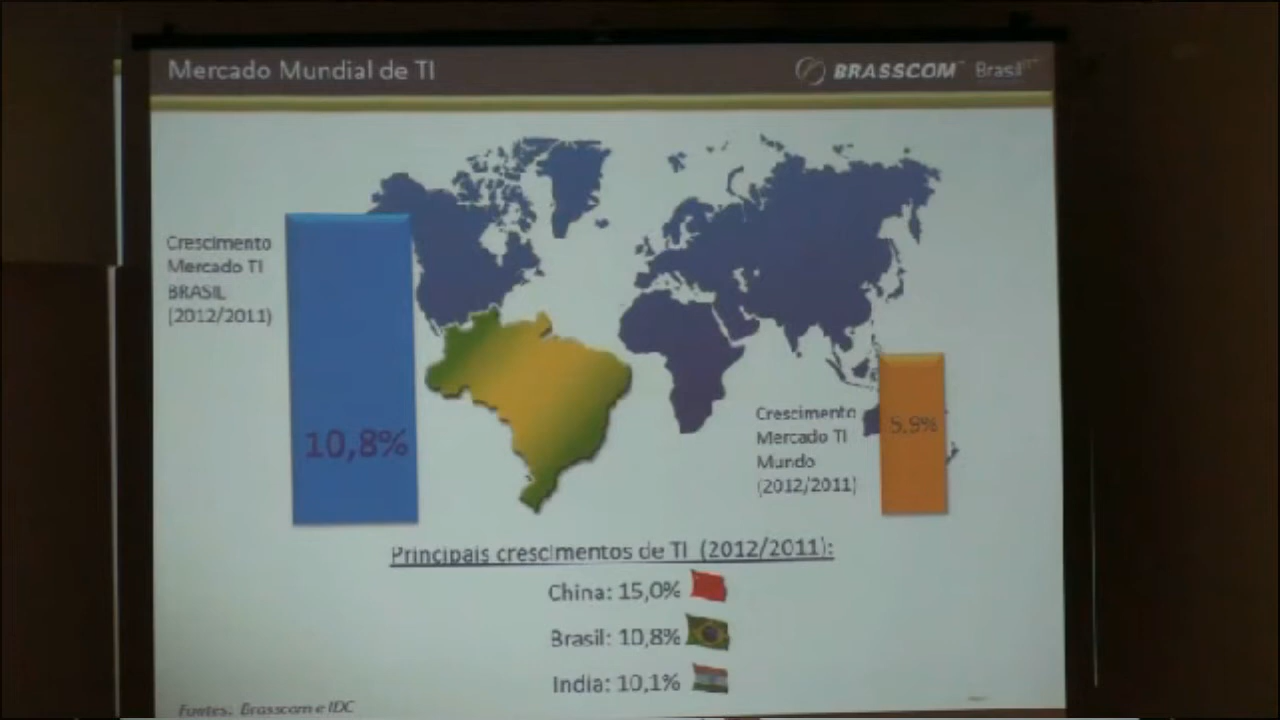 Mercado Mundial de TI
BRASSCOM Brasil
Crescimento
Mercado TI
BRASIL
(2012/2011)
10,8%
Crescimento
Mercado TI
Mundo
(2012/2011)
5,9%
Principais crescimentos de TI (2012/2011):
China: 15,0%
Brasil: 10,8%
India: 10,1%
Fontes: Brasscom e IDC